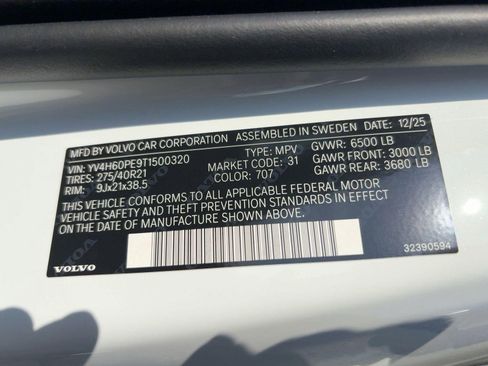 MFD BY VOLVO CAR CORPORATION ASSEMBLED IN SWEDEN DATE: 12/25
VIN: YV4H60PE9T1500320 TYPE: MPV GVWR: 6500 LB
TIRES: 275/40R21 MARKET: 31 GAWR FRONT: 3000 LB
RIM: 9Jx21x38.5 COLOR: 707 GAWR REAR: 3680 LB
THIS VEHICLE CONFORMS TO ALL APPLICABLE FEDERAL MOTOR
VEHICLE SAFETY AND THEFT PREVENTION STANDARDS IN EFFECT
ON THE DATE OF MANUFACTURE SHOWN ABOVE.
VOLVO 32390594